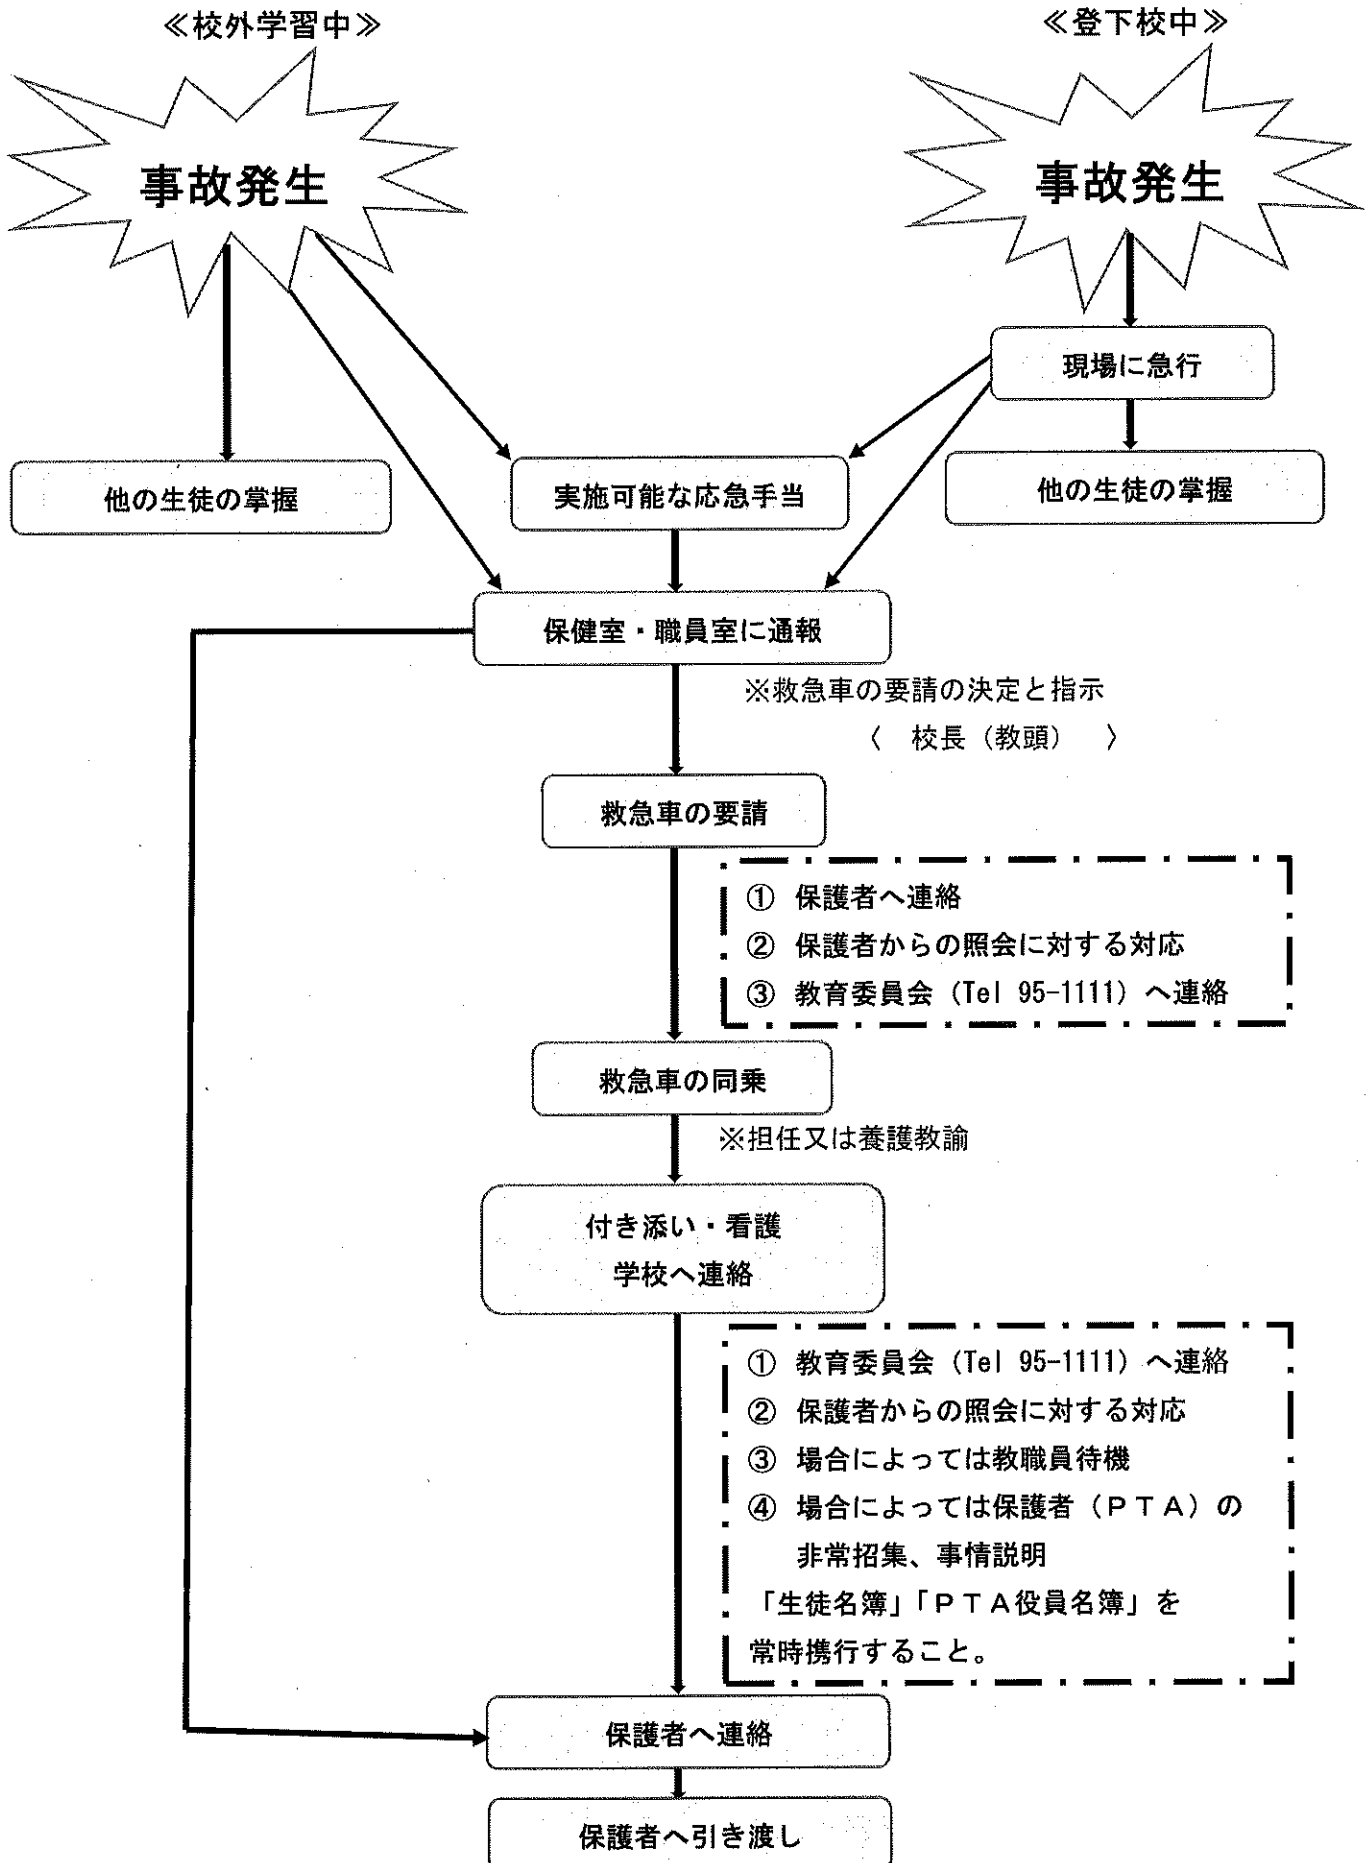 ≪校外学習中≫
≪登下校中≫
事故発生
事故発生
現場に急行
他の生徒の掌握
実施可能な応急手当
他の生徒の掌握
保健室・職員室に通報
※救急車の要請の決定と指示
〈　校長（教頭）　〉
救急車の要請
①　保護者へ連絡
②　保護者からの照会に対する対応
③　教育委員会（Tel 95-1111）へ連絡
救急車の同乗
※担任又は養護教諭
付き添い・看護
学校へ連絡
①　教育委員会（Tel 95-1111）へ連絡
②　保護者からの照会に対する対応
③　場合によっては教職員待機
④　場合によっては保護者（ＰＴＡ）の
非常招集、事情説明
「生徒名簿」「ＰＴＡ役員名簿」を
常時携行すること。
保護者へ連絡
保護者へ引き渡し